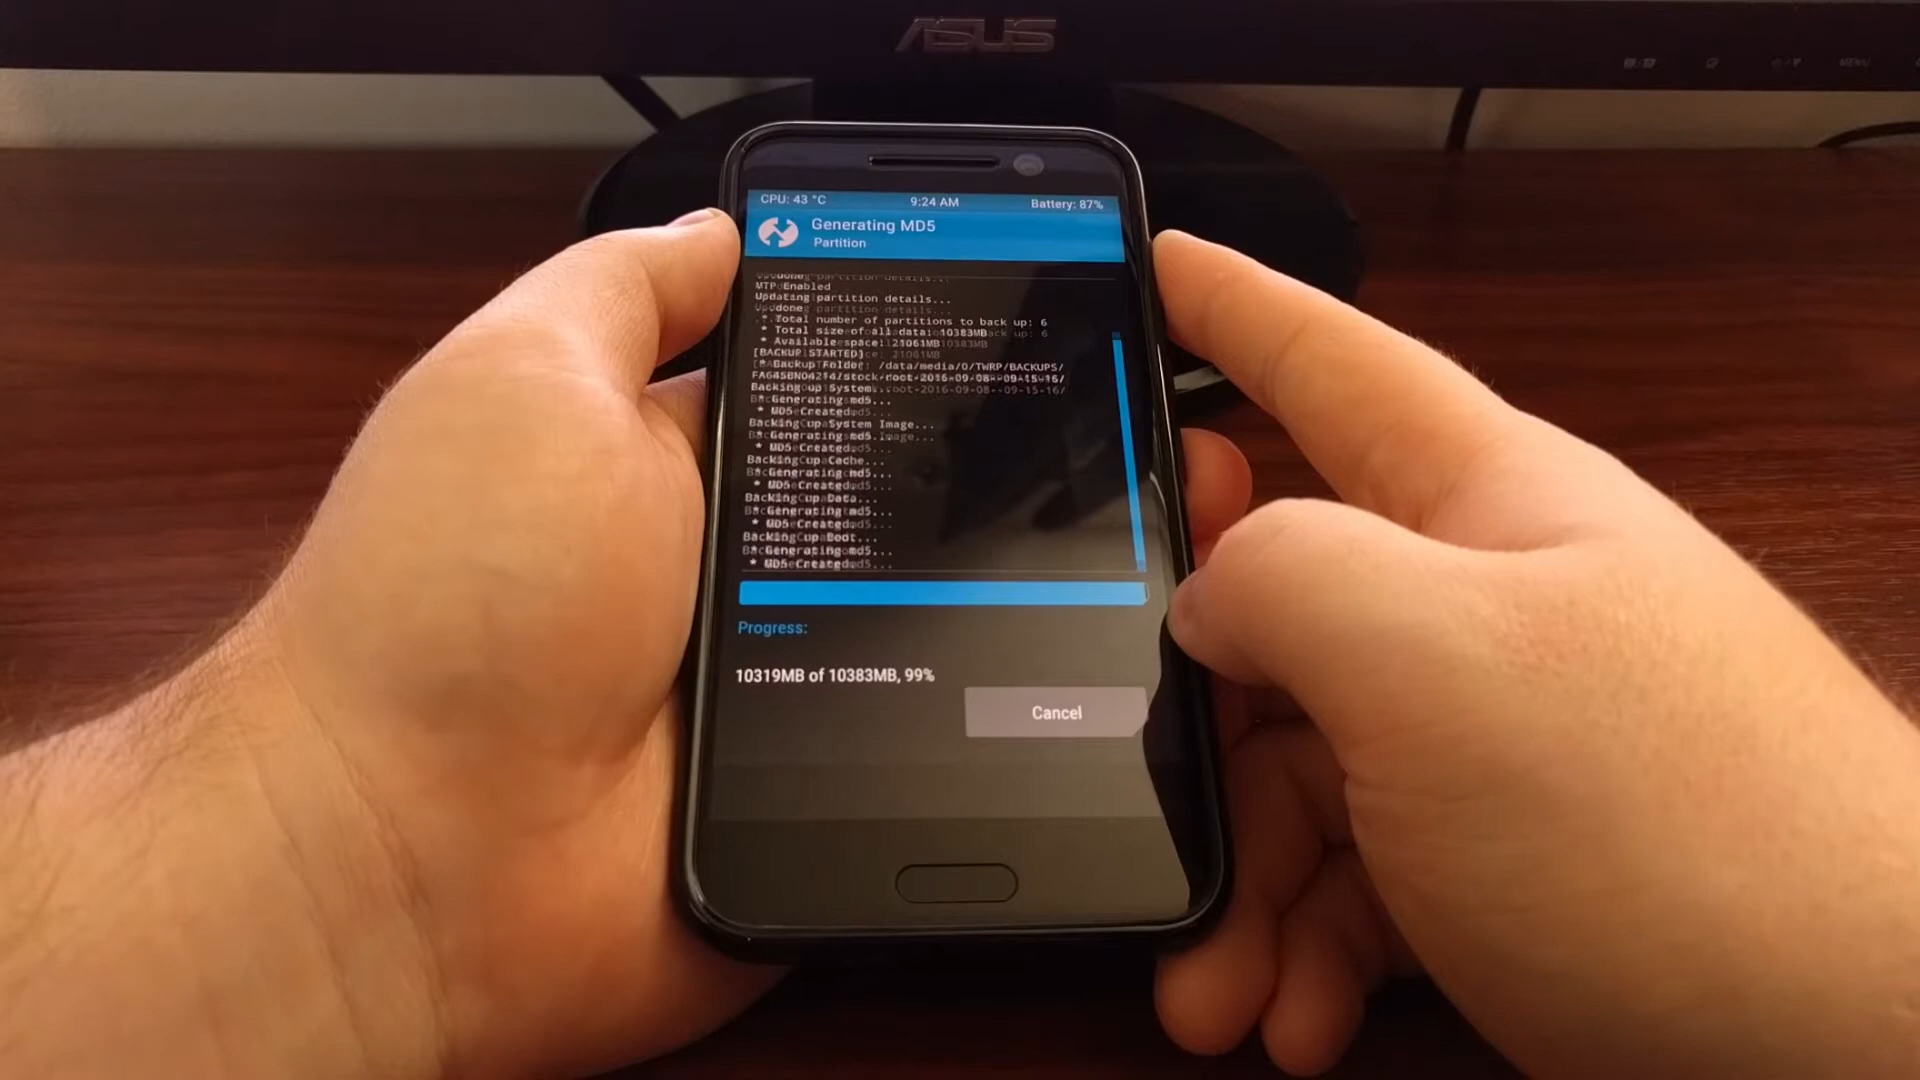 ASUS
MENU
CPU: 43 °C 9:24 AM Battery: 87%
Generating MD5
Partition
MTP Enabled
Updating partition details...
done
* Total number of partitions to back up: 6
* Total size of all data: 10383MB
* Available space: 21061MB
[BACKUP STARTED]
* Backup Folder: /data/media/0/TWRP/BACKUPS/
/stock-root-2016-09-08--09-15-16/
Backing up System...
* Generating md5...
* MD5 Created.
Backing up System Image...
* Generating md5...
* MD5 Created.
Backing up Cache...
* Generating md5...
* MD5 Created.
Backing up Data...
* Generating md5...
* MD5 Created.
Backing up Boot...
* Generating md5...
* MD5 Created.
Progress:
10319MB of 10383MB, 99%
Cancel